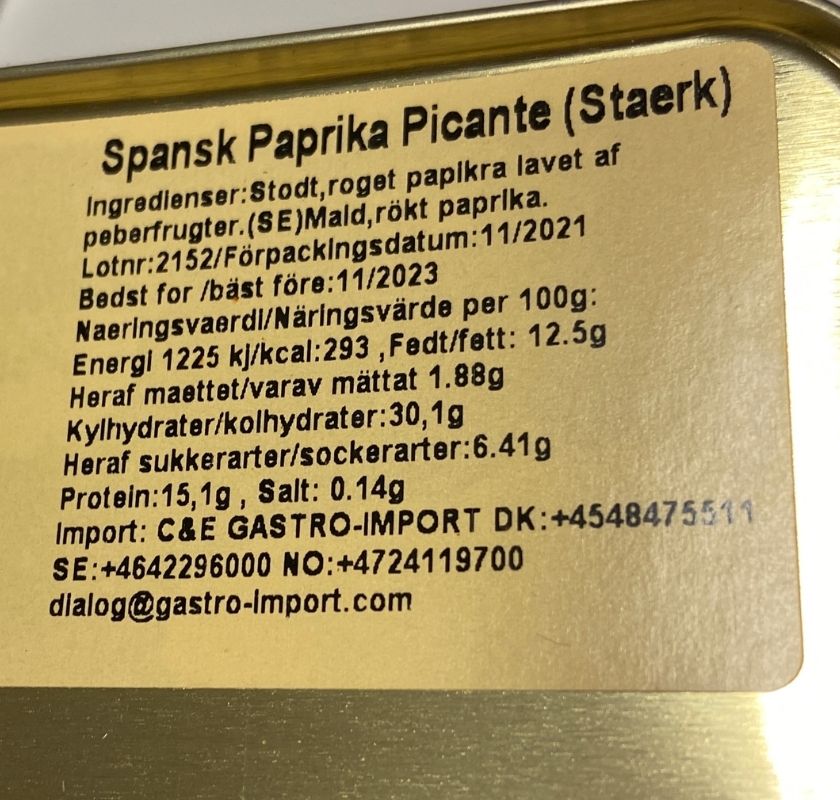 Spansk Paprika Picante (Staerk)
Ingredienser:Stodt,roget papikra lavet af
peberfrugter.(SE)Mald,rökt paprika.
Lotnr:2152/Förpackingsdatum:11/2021
Bedst for /bäst före:11/2023
Naeringsvaerdi/Näringsvärde per 100g:
Energi 1225 kj/kcal:293 ,Fedt/fett: 12.5g
Heraf maettet/varav mättat 1.88g
Kylhydrater/kolhydrater:30,1g
Heraf sukkerarter/sockerarter:6.41g
Protein:15,1g , Salt: 0.14g
Import: C&E GASTRO-IMPORT DK:+4548475511
SE:+4642296000 NO:+4724119700
dialog@gastro-import.com